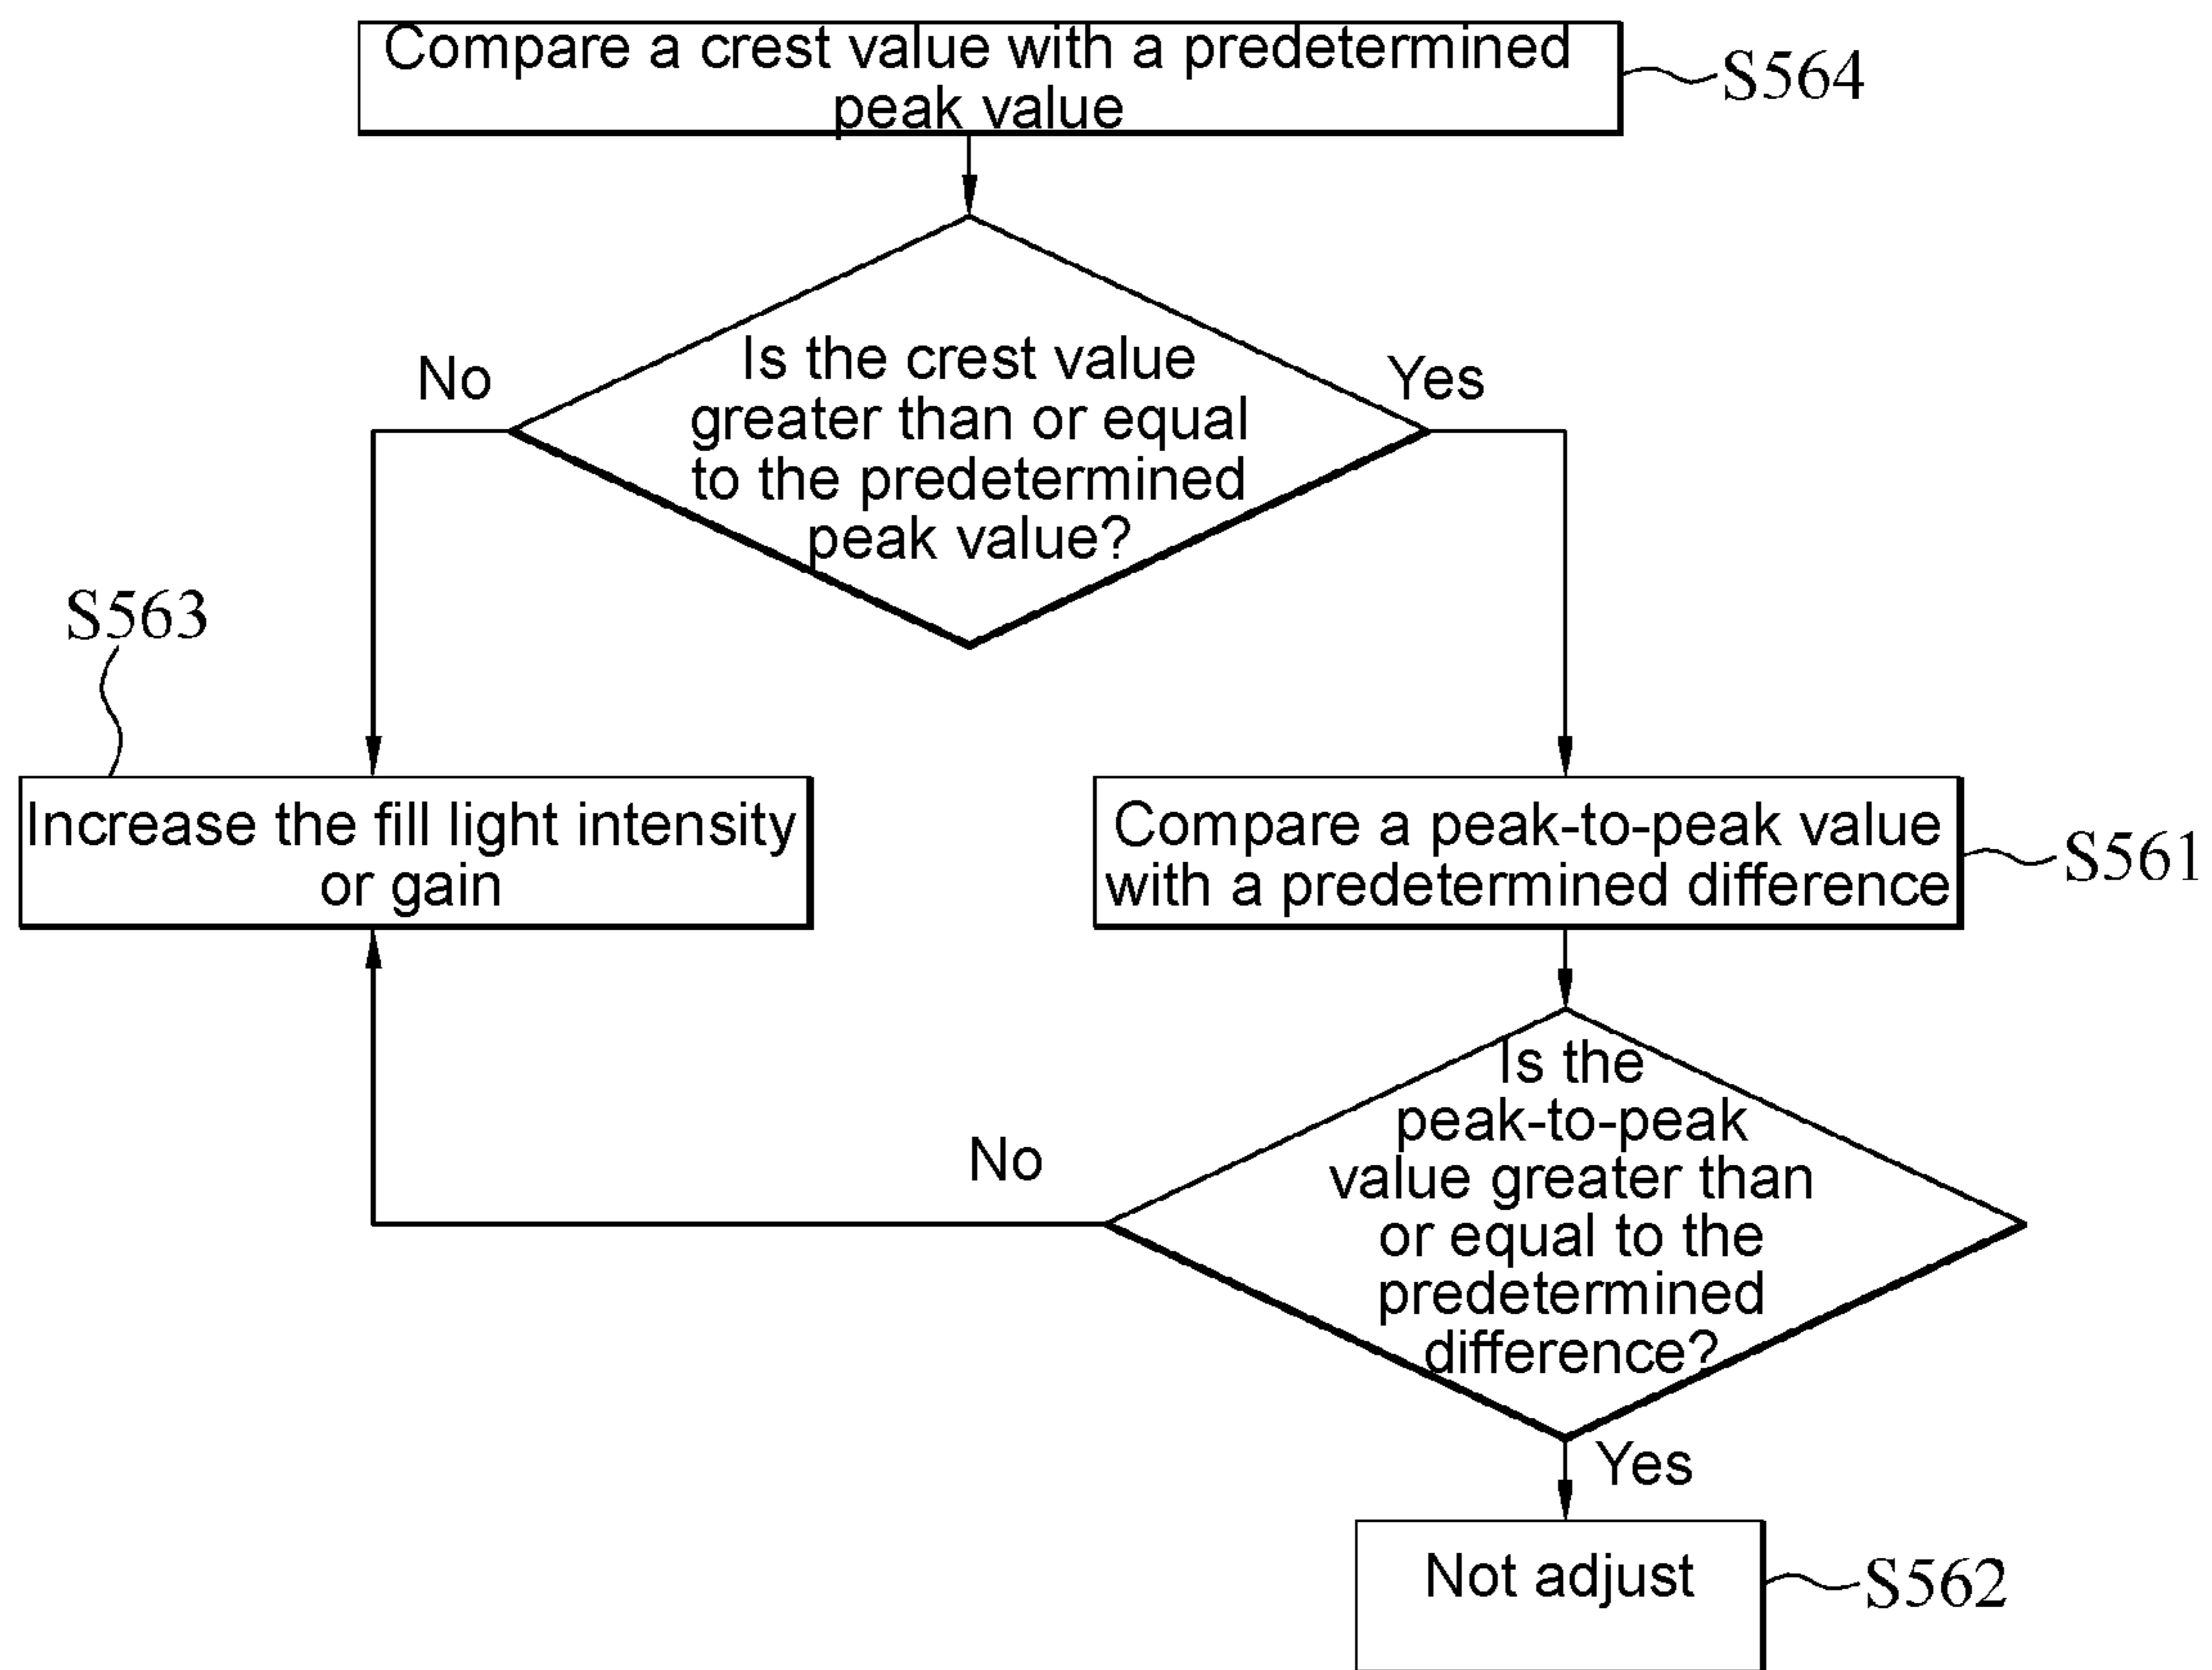 Compare a crest value with a predetermined
peak value
S564
Is the crest value
greater than or equal
to the predetermined
peak value?
No
Yes
S563
Increase the fill light intensity
or gain
Compare a peak-to-peak value
with a predetermined difference
S561
Is the
peak-to-peak
value greater than
or equal to the
predetermined
difference?
No
Yes
Not adjust
S562